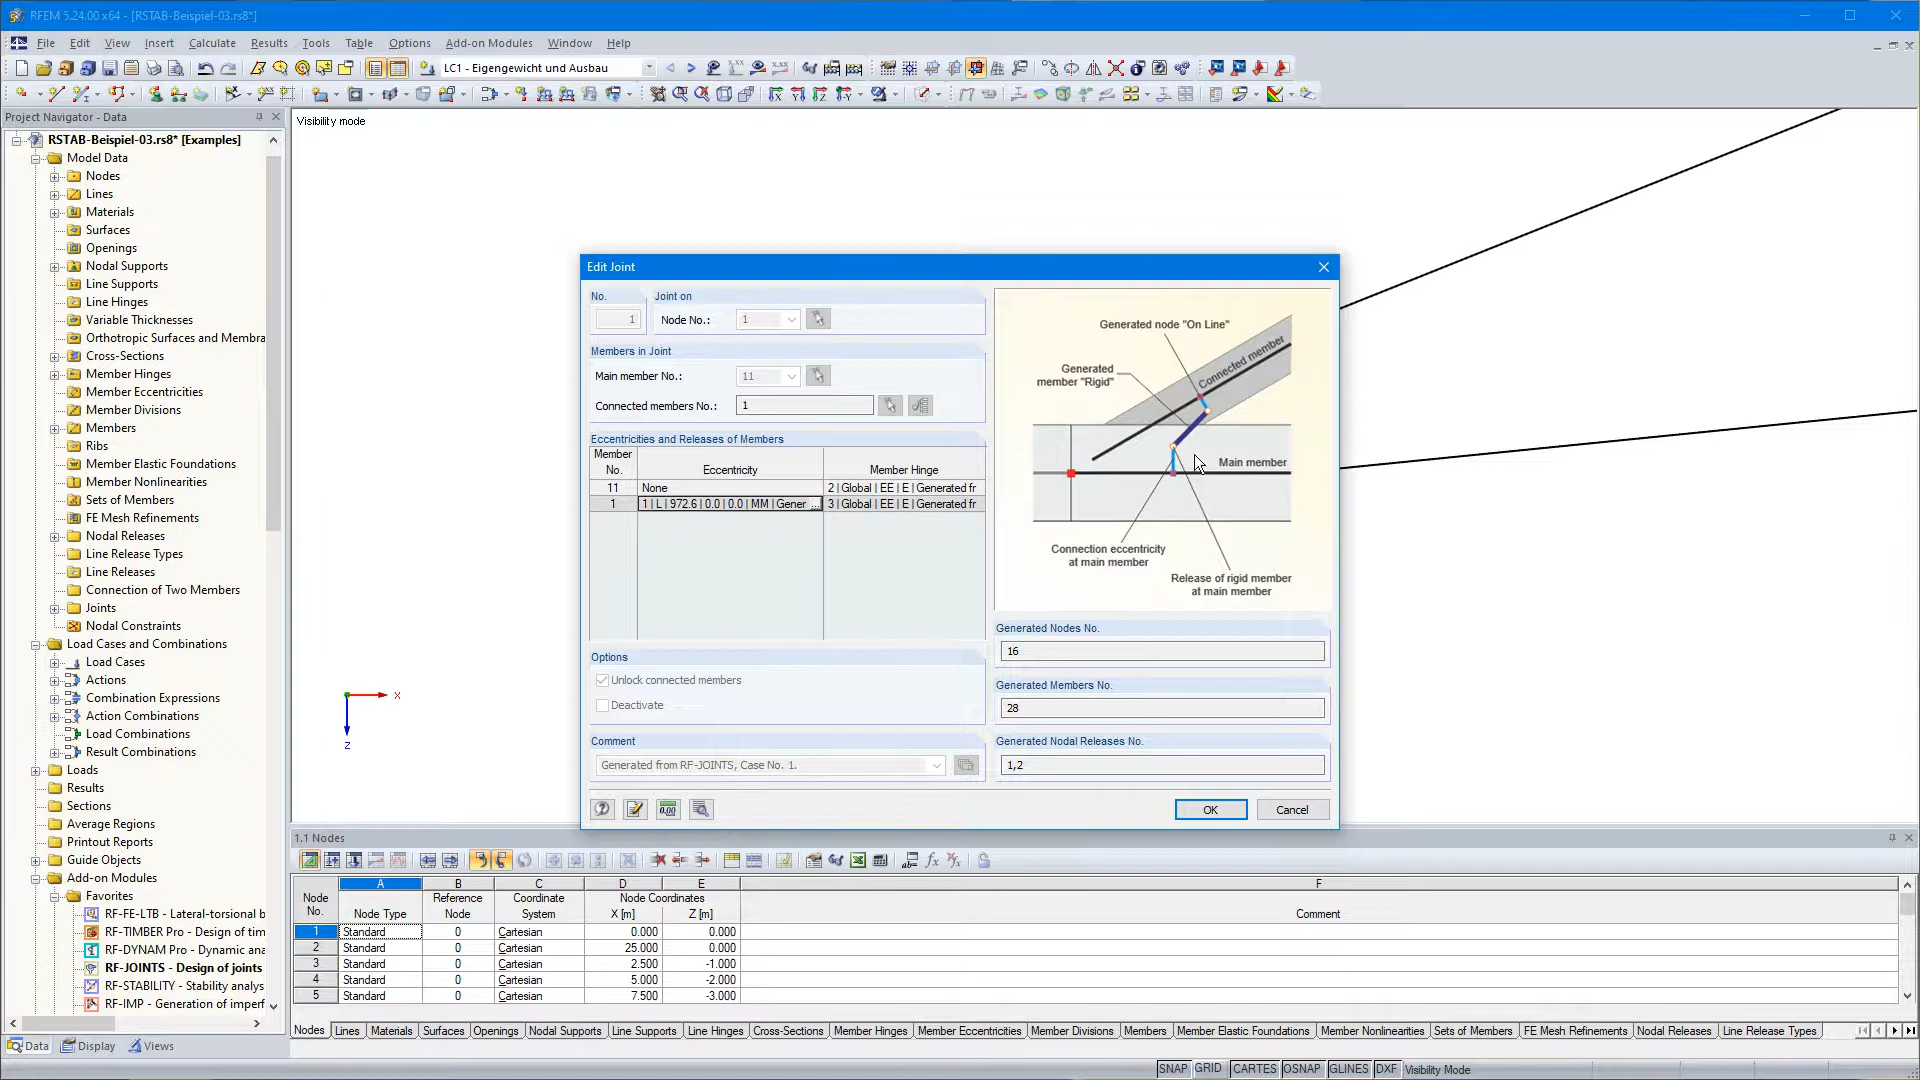 RFEM 5.24.00 x64 - [RSTAB-Beispiel-03.rs8*]
File Edit View Insert Calculate Results Tools Table Options Add-on Modules Window Help
LC1 - Eigengewicht und Ausbau
Project Navigator - Data
RSTAB-Beispiel-03.rs8* [Examples]
Model Data
Nodes
Lines
Materials
Surfaces
Openings
Nodal Supports
Line Supports
Line Hinges
Variable Thicknesses
Orthotropic Surfaces and Membra
Cross-Sections
Member Hinges
Member Eccentricities
Member Divisions
Members
Ribs
Member Elastic Foundations
Member Nonlinearities
Sets of Members
FE Mesh Refinements
Nodal Releases
Line Release Types
Line Releases
Connection of Two Members
Joints
Nodal Constraints
Load Cases and Combinations
Load Cases
Actions
Combination Expressions
Action Combinations
Load Combinations
Result Combinations
Loads
Results
Sections
Average Regions
Printout Reports
Guide Objects
Add-on Modules
Favorites
RF-FE-LTB - Lateral-torsional b
RF-TIMBER Pro - Design of tim
RF-DYNAM Pro - Dynamic ana
RF-JOINTS - Design of joints
RF-STABILITY - Stability analys
RF-IMP - Generation of imperf
Data Display Views
Visibility mode
X
Z
Edit Joint
No.
1
Joint on
Node No.: 1
Members in Joint
Main member No.: 11
Connected members No.: 1
Eccentricities and Releases of Members
Member No. Eccentricity Member Hinge
11 None 2 | Global | EE | E | Generated fr
1 1 | L | 972.6 | 0.0 | 0.0 | MM | Gener ... 3 | Global | EE | E | Generated fr
Options
Unlock connected members
Deactivate
Comment
Generated from RF-JOINTS, Case No. 1.
Generated node "On Line"
Generated member "Rigid"
Connected member
Main member
Connection eccentricity at main member
Release of rigid member at main member
Generated Nodes No.
16
Generated Members No.
28
Generated Nodal Releases No.
1,2
0.00
OK Cancel
1.1 Nodes
A B C D E F
Node No. Node Type Reference Node Coordinate System Node Coordinates X [m] Z [m] Comment
1 Standard 0 Cartesian 0.000 0.000
2 Standard 0 Cartesian 25.000 0.000
3 Standard 0 Cartesian 2.500 -1.000
4 Standard 0 Cartesian 5.000 -2.000
5 Standard 0 Cartesian 7.500 -3.000
Nodes Lines Materials Surfaces Openings Nodal Supports Line Supports Line Hinges Cross-Sections Member Hinges Member Eccentricities Member Divisions Members Member Elastic Foundations Member Nonlinearities Sets of Members FE Mesh Refinements Nodal Releases Line Release Types
SNAP GRID CARTES OSNAP GLINES DXF Visibility Mode